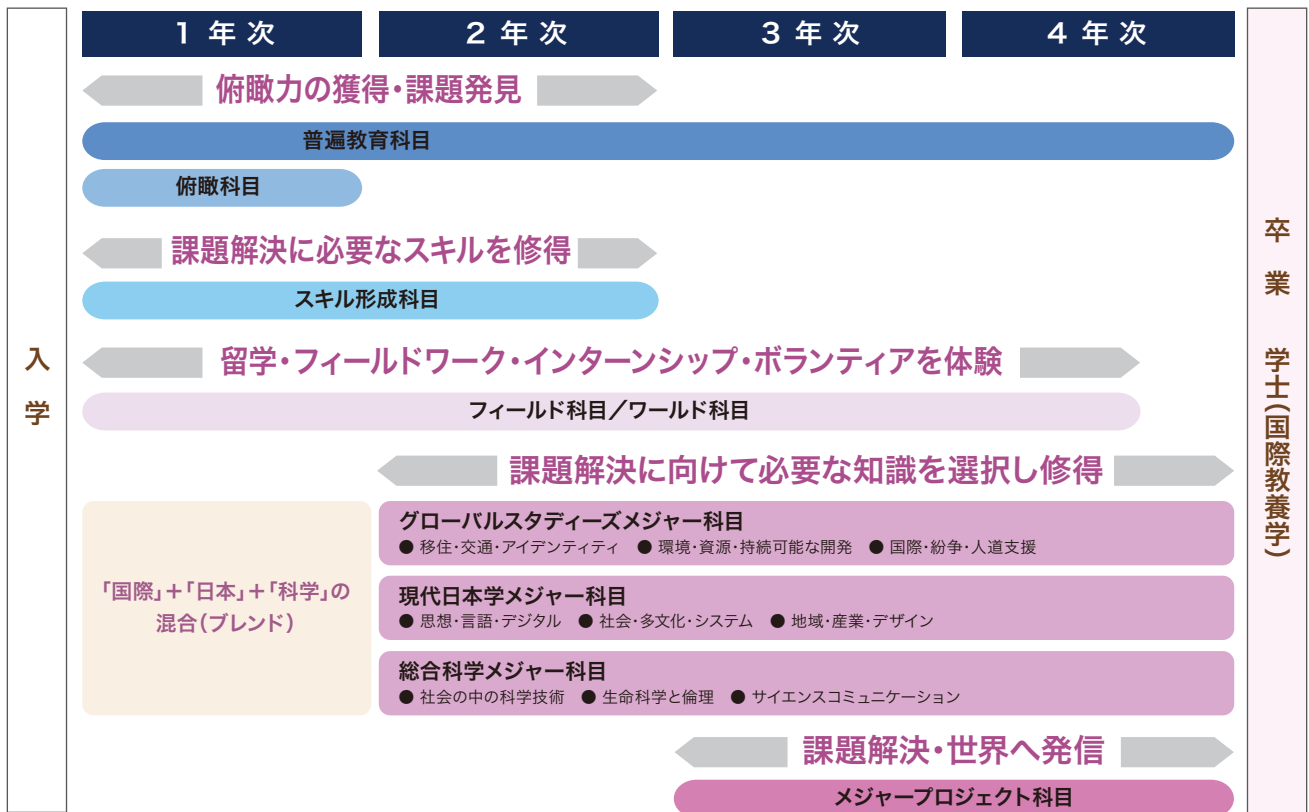 1 年 次
2 年 次
3 年 次
4 年 次
入学
俯瞰力の獲得・課題発見
普遍教育科目
俯瞰科目
課題解決に必要なスキルを修得
スキル形成科目
留学・フィールドワーク・インターンシップ・ボランティアを体験
フィールド科目／ワールド科目
課題解決に向けて必要な知識を選択し修得
「国際」＋「日本」＋「科学」の
混合（ブレンド）
グローバルスタディーズメジャー科目
● 移住・交通・アイデンティティ ● 環境・資源・持続可能な開発 ● 国際・紛争・人道支援
現代日本学メジャー科目
● 思想・言語・デジタル ● 社会・多文化・システム ● 地域・産業・デザイン
総合科学メジャー科目
● 社会の中の科学技術 ● 生命科学と倫理 ● サイエンスコミュニケーション
課題解決・世界へ発信
メジャープロジェクト科目
卒業 学士（国際教養学）